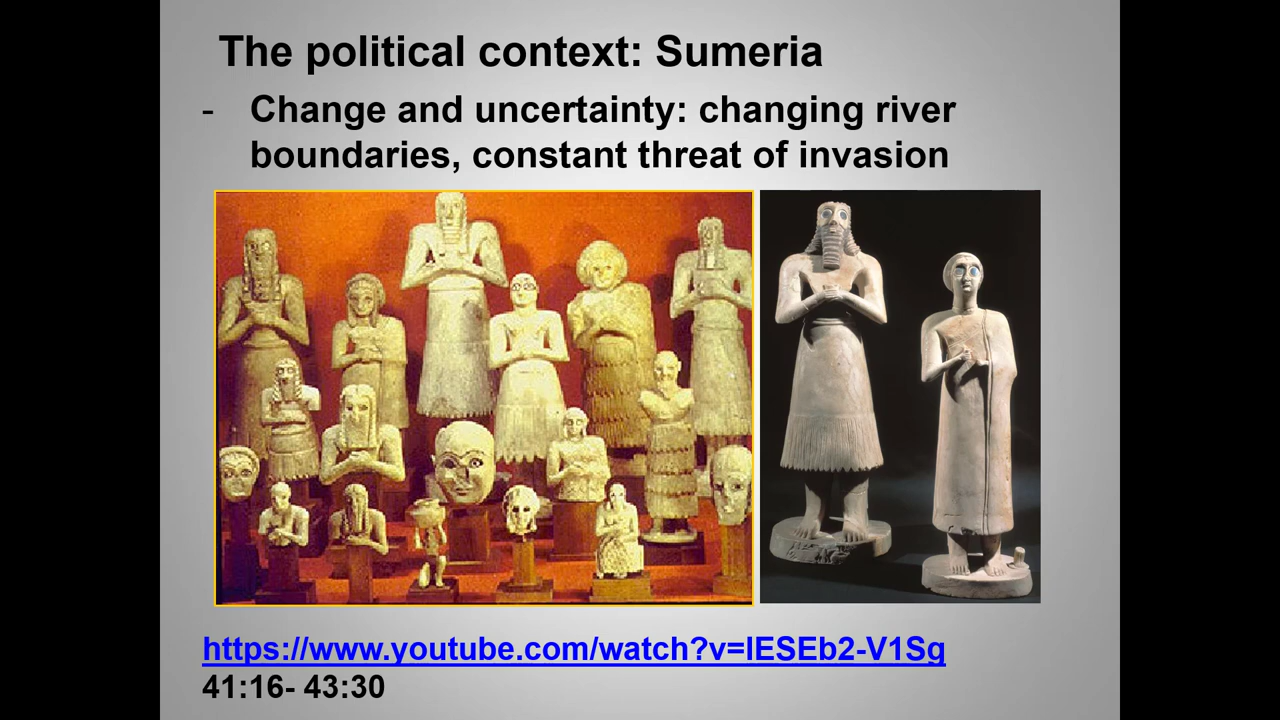 The political context: Sumeria
- Change and uncertainty: changing river
boundaries, constant threat of invasion
https://www.youtube.com/watch?v=lESEb2-V1Sg
41:16- 43:30